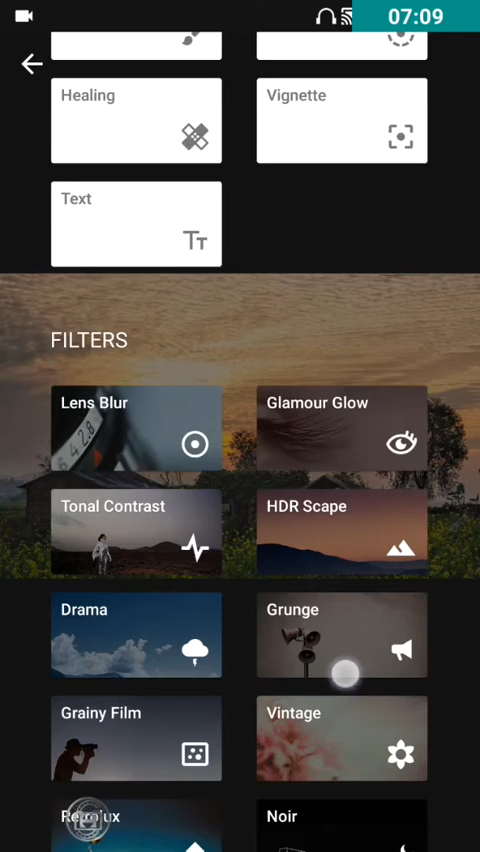 07:09
Healing
Vignette
Text
FILTERS
Lens Blur
Glamour Glow
Tonal Contrast
HDR Scape
Drama
Grunge
Grainy Film
Vintage
Retrolux
Noir